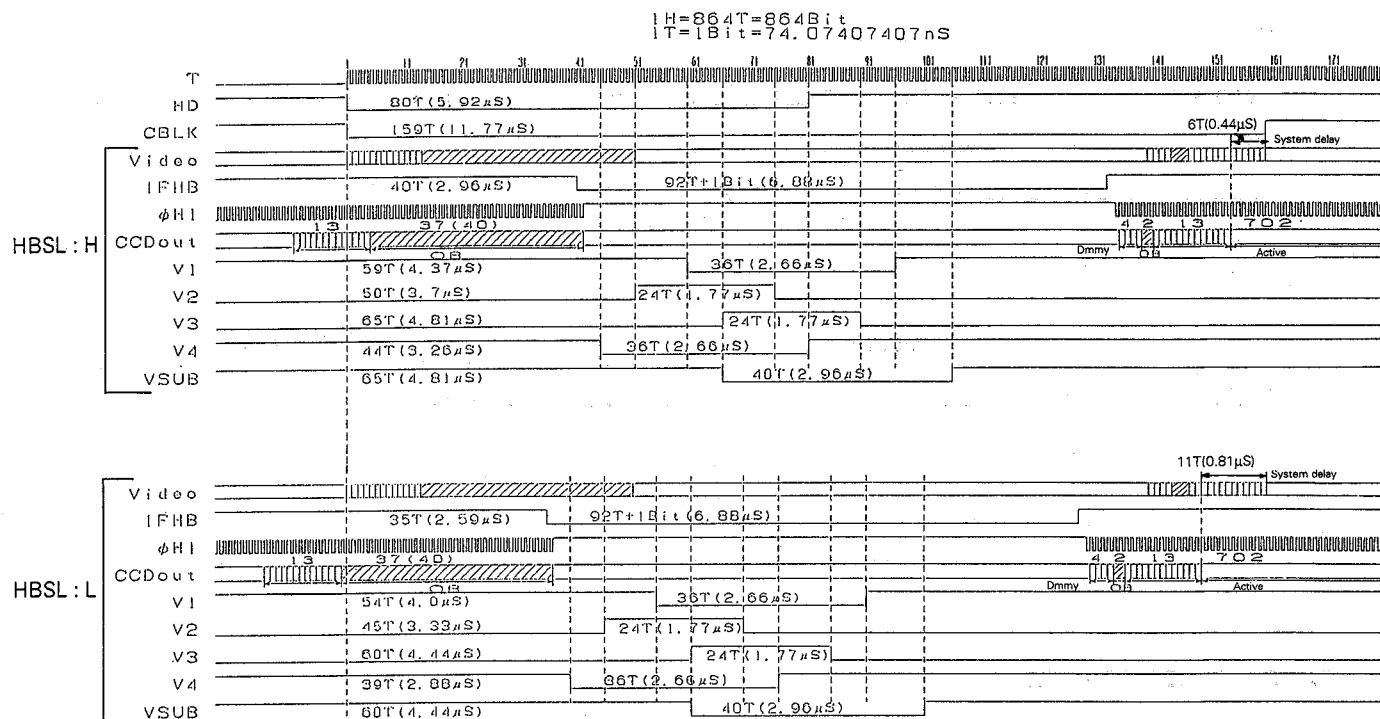 1H=864T=864Bit
1T=1Bit=74.07407407nS
1 11 21 31 41 51 61 71 81 91 101 111 121 131 141 151 161 171
T
HD 80T(5.92μS)
CBLK 159T(11.77μS) 6T(0.44μS) System delay
HBSL : H
Video
IFHB 40T(2.96μS) 92T+1Bit(6.88μS)
φH1
13 37(40) 4 2 13 702
CCDout OB Dmmy OB Active
V1 59T(4.37μS) 36T(2.66μS)
V2 50T(3.7μS) 24T(1.77μS)
V3 65T(4.81μS) 24T(1.77μS)
V4 44T(3.26μS) 36T(2.66μS)
VSUB 65T(4.81μS) 40T(2.96μS)
HBSL : L
11T(0.81μS) System delay
Video
IFHB 35T(2.59μS) 92T+1Bit(6.88μS)
φH1
13 37(40) 4 2 13 702
CCDout OB Dmmy OB Active
V1 54T(4.0μS) 36T(2.66μS)
V2 45T(3.33μS) 24T(1.77μS)
V3 60T(4.44μS) 24T(1.77μS)
V4 39T(2.88μS) 36T(2.66μS)
VSUB 60T(4.44μS) 40T(2.96μS)